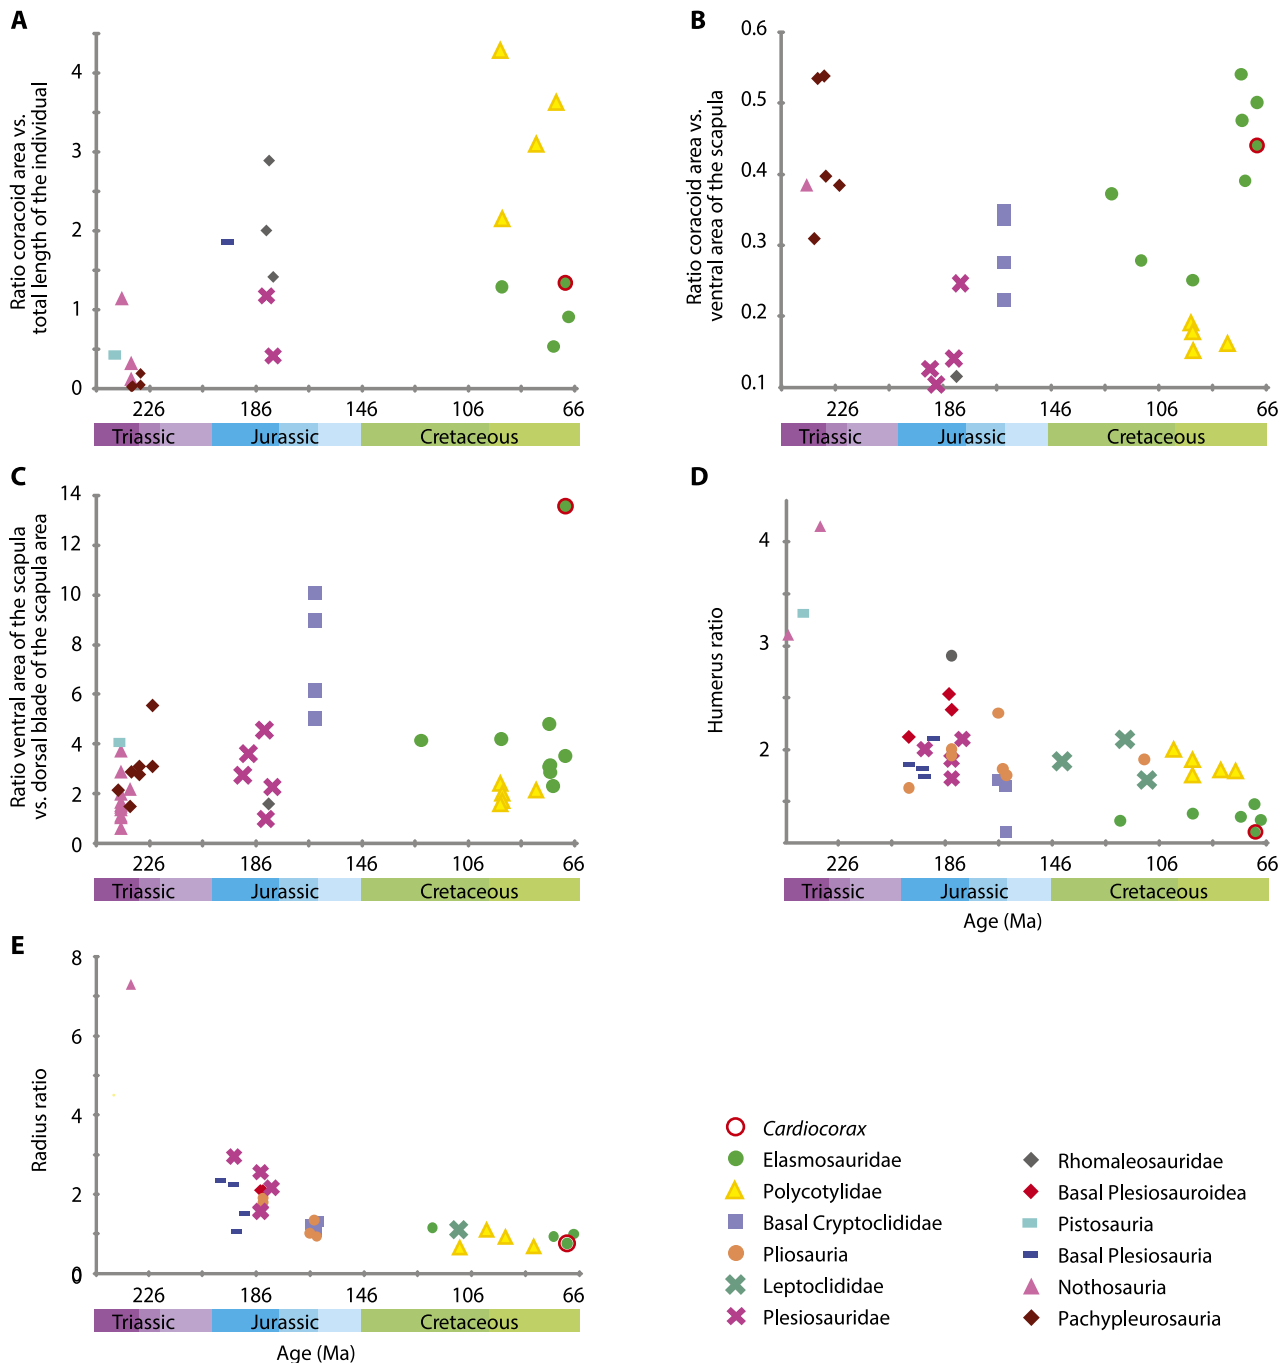 A
Ratio coracoid area vs.
total length of the individual
4
3
2
1
0
226 186 146 106 66
Triassic Jurassic Cretaceous
B
Ratio coracoid area vs.
ventral area of the scapula
0.6
0.5
0.4
0.3
0.2
0.1
226 186 146 106 66
Triassic Jurassic Cretaceous
C
Ratio ventral area of the scapula
vs. dorsal blade of the scapula area
14
12
10
8
6
4
2
0
226 186 146 106 66
Triassic Jurassic Cretaceous
D
Humerus ratio
4
3
2
226 186 146 106 66
Triassic Jurassic Cretaceous
Age (Ma)
E
Radius ratio
8
6
4
2
0
226 186 146 106 66
Triassic Jurassic Cretaceous
Age (Ma)
Cardiocorax
Elasmosauridae
Polycotylidae
Basal Cryptoclididae
Pliosauria
Leptoclididae
Plesiosauridae
Rhomaleosauridae
Basal Plesiosauroidea
Pistosauria
Basal Plesiosauria
Nothosauria
Pachypleurosauria